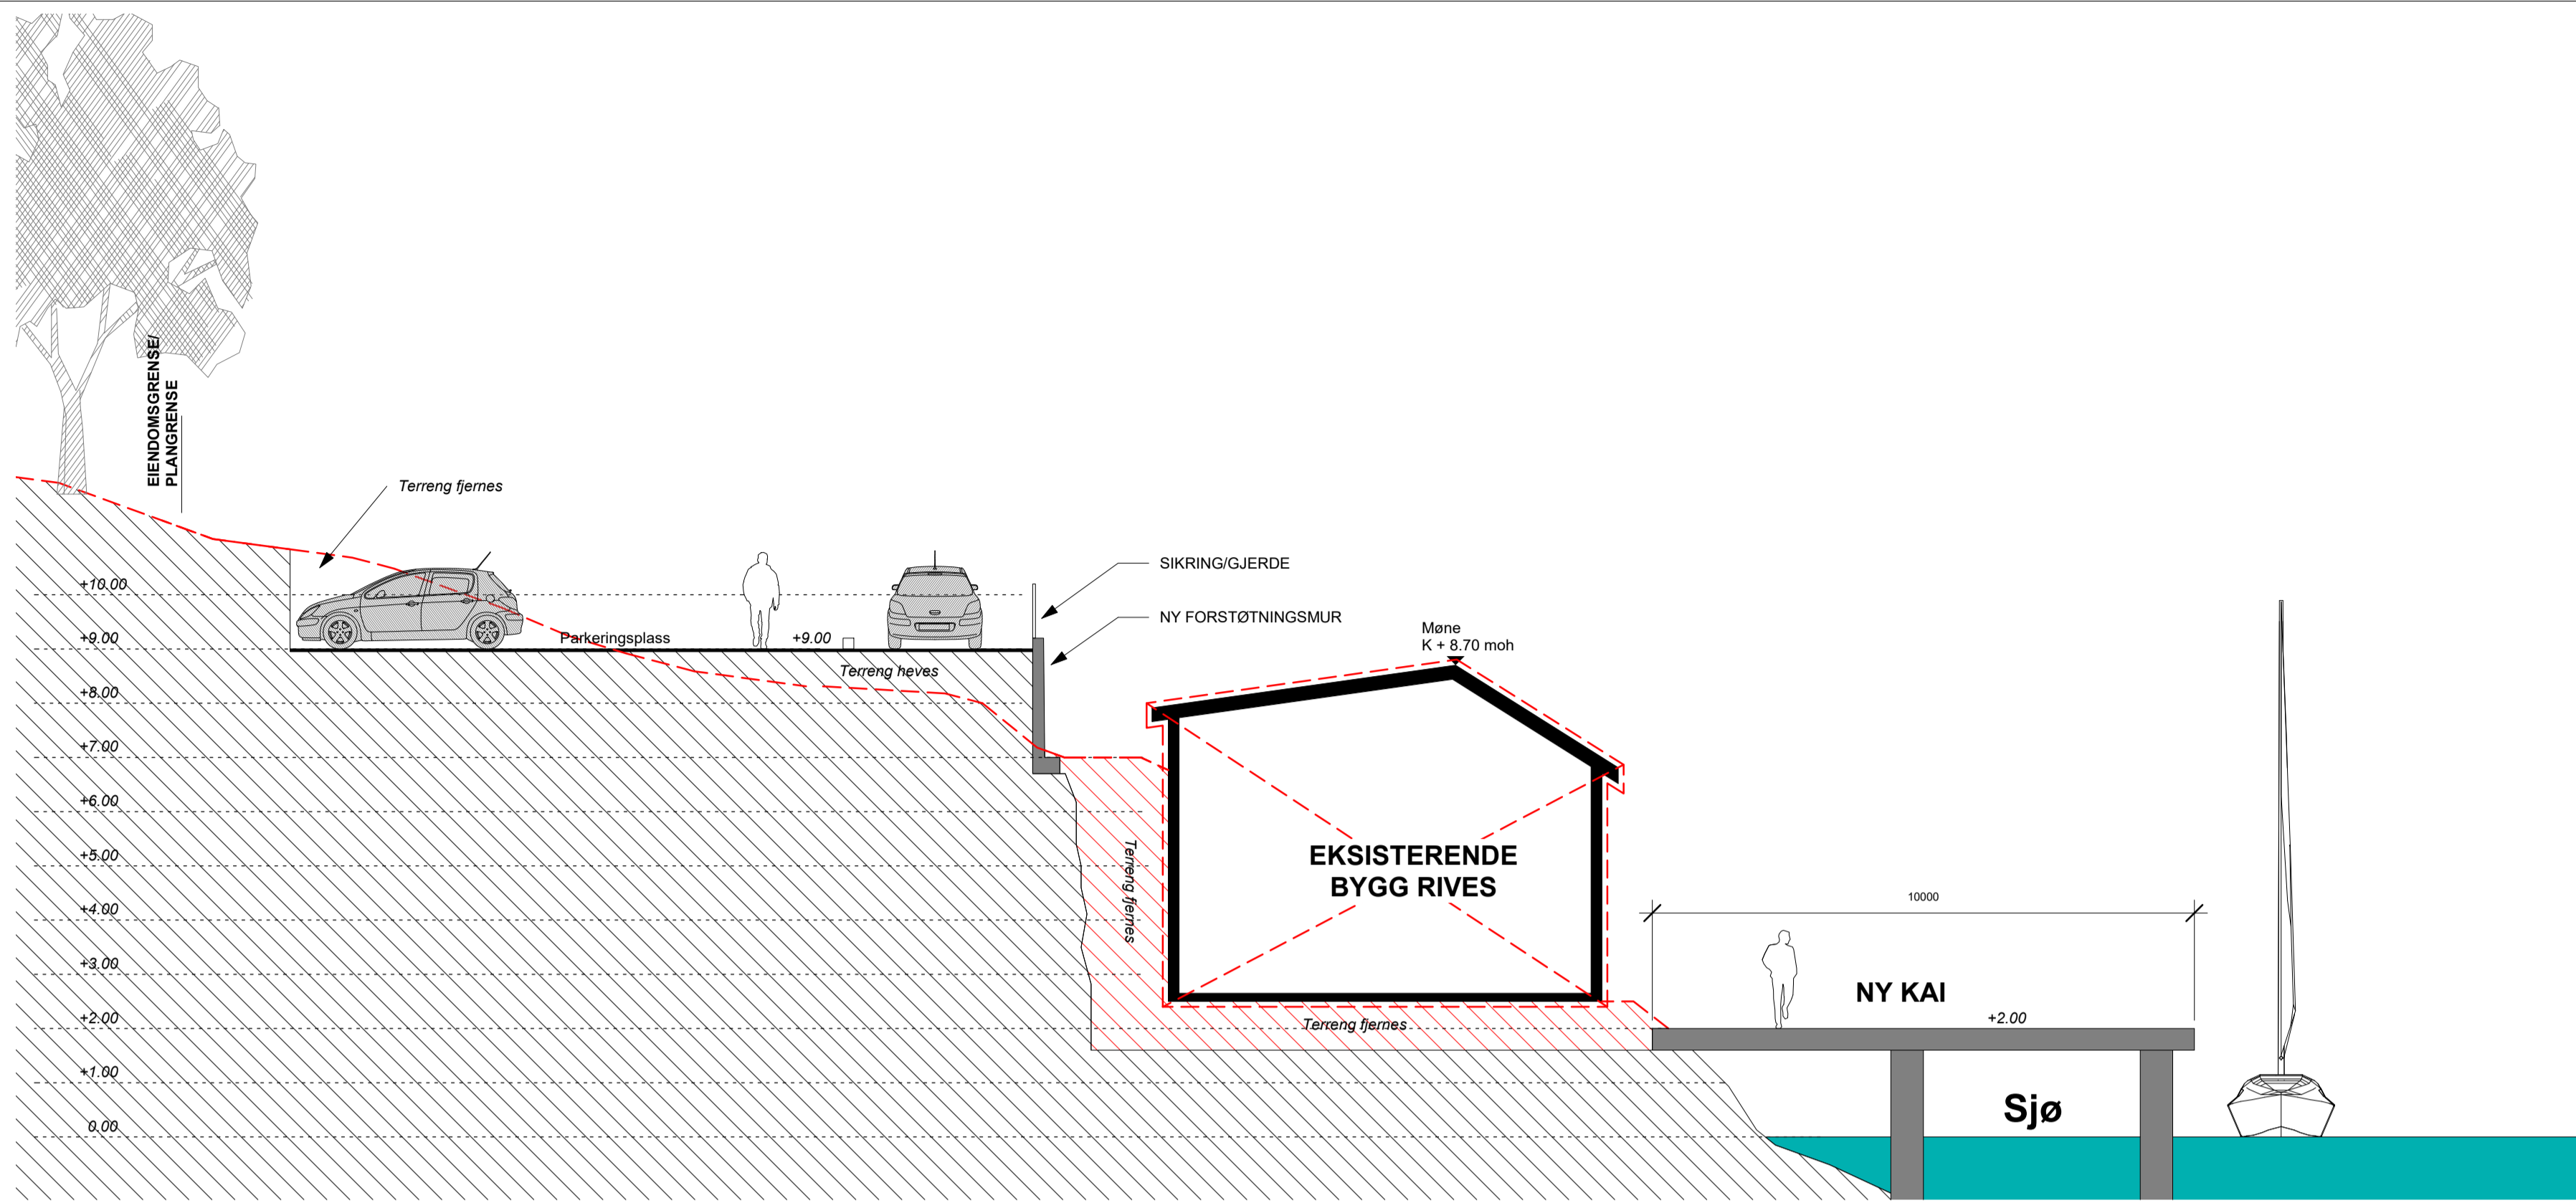 EIENDOMSGRENSE/
PLANGRENSE
Terreng fjernes
SIKRING/GJERDE
+10.00
NY FORSTØTNINGSMUR
Møne
K + 8.70 moh
+9.00
Parkeringsplass
+9.00
Terreng heves
+8.00
+7.00
+6.00
+5.00
Terreng fjernes
EKSISTERENDE
BYGG RIVES
10000
+4.00
+3.00
NY KAI
+2.00
Terreng fjernes
+2.00
+1.00
Sjø
0.00